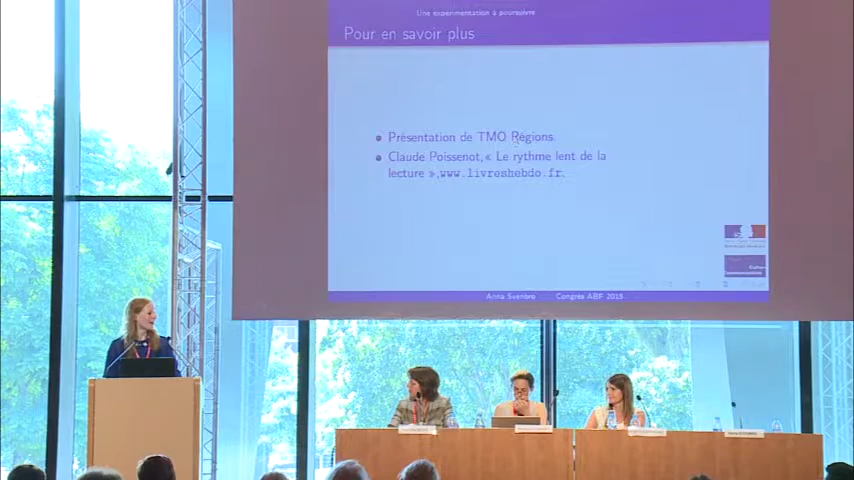 Une expérimentation à poursuivre
Pour en savoir plus
Présentation de TMO Régions.
Claude Poissenot,« Le rythme lent de la
lecture »,www.livreshebdo.fr.
Anna Svenbro Congrès ABF 2015